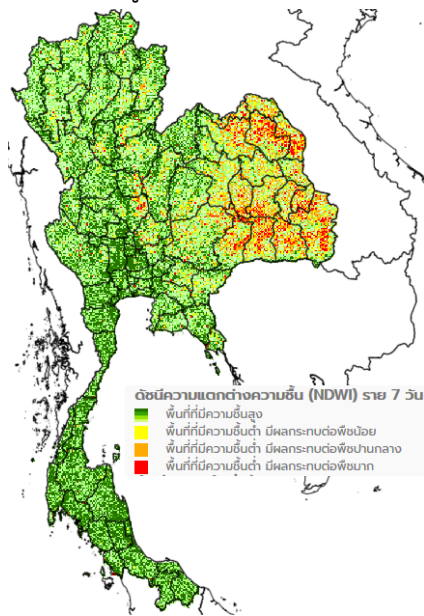 ดัชนีความแตกต่างความชื้น (NDWI) ราย 7 วัน
พื้นที่ที่มีความชื้นสูง
พื้นที่ที่มีความชื้นต่ำ มีผลกระทบต่อพืชน้อย
พื้นที่ที่มีความชื้นต่ำ มีผลกระทบต่อพืชปานกลาง
พื้นที่ที่มีความชื้นต่ำ มีผลกระทบต่อพืชมาก